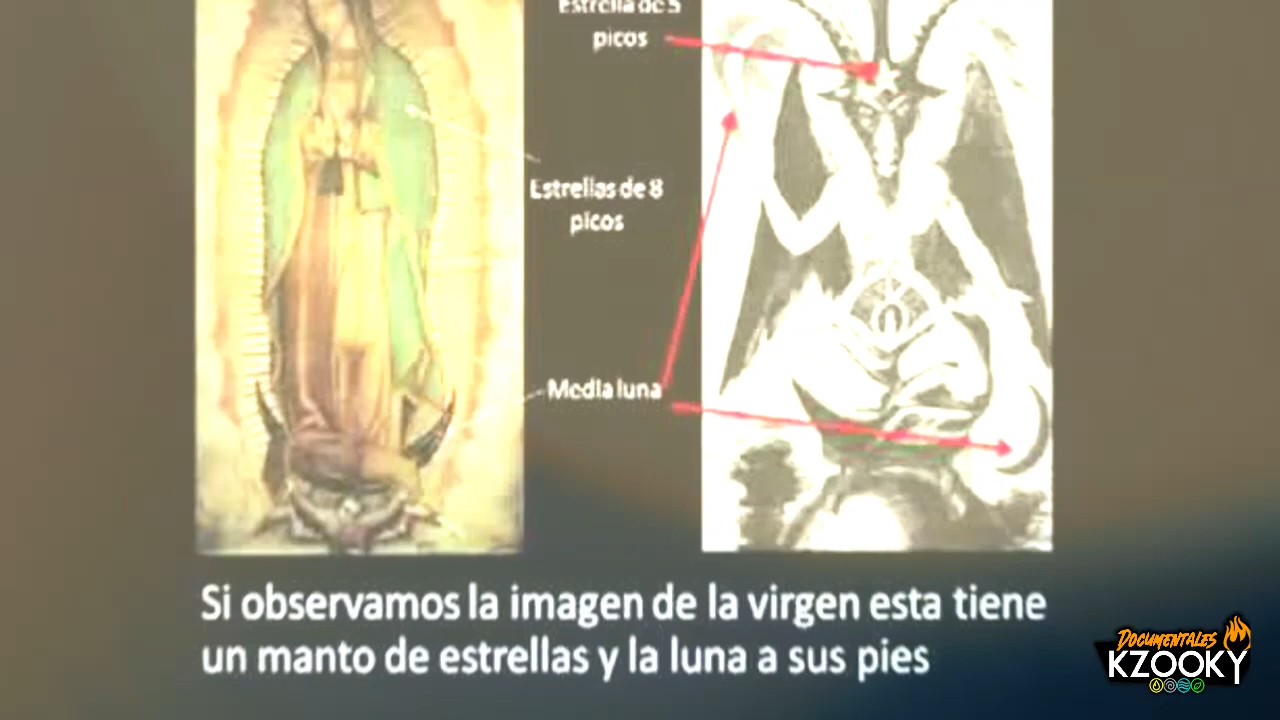 Estrella de 5
picos
Estrellas de 8
picos
Media luna
Si observamos la imagen de la virgen esta tiene
un manto de estrellas y la luna a sus pies
DOCUMENTALES
KZOOKY